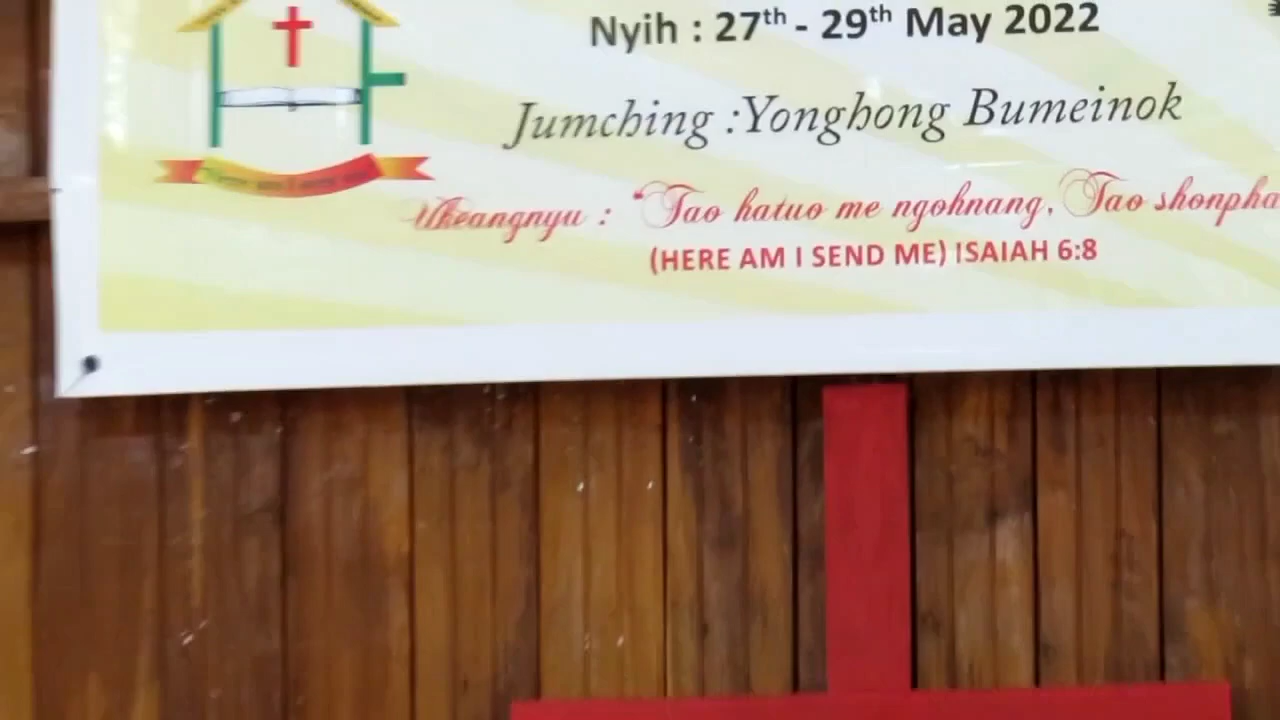 Nyih : 27th - 29th May 2022
Jumching :Yonghong Bumeinok
: "Tao hatuo me ngohnang, Tao shonpha
(HERE AM I SEND ME) ISAIAH 6:8